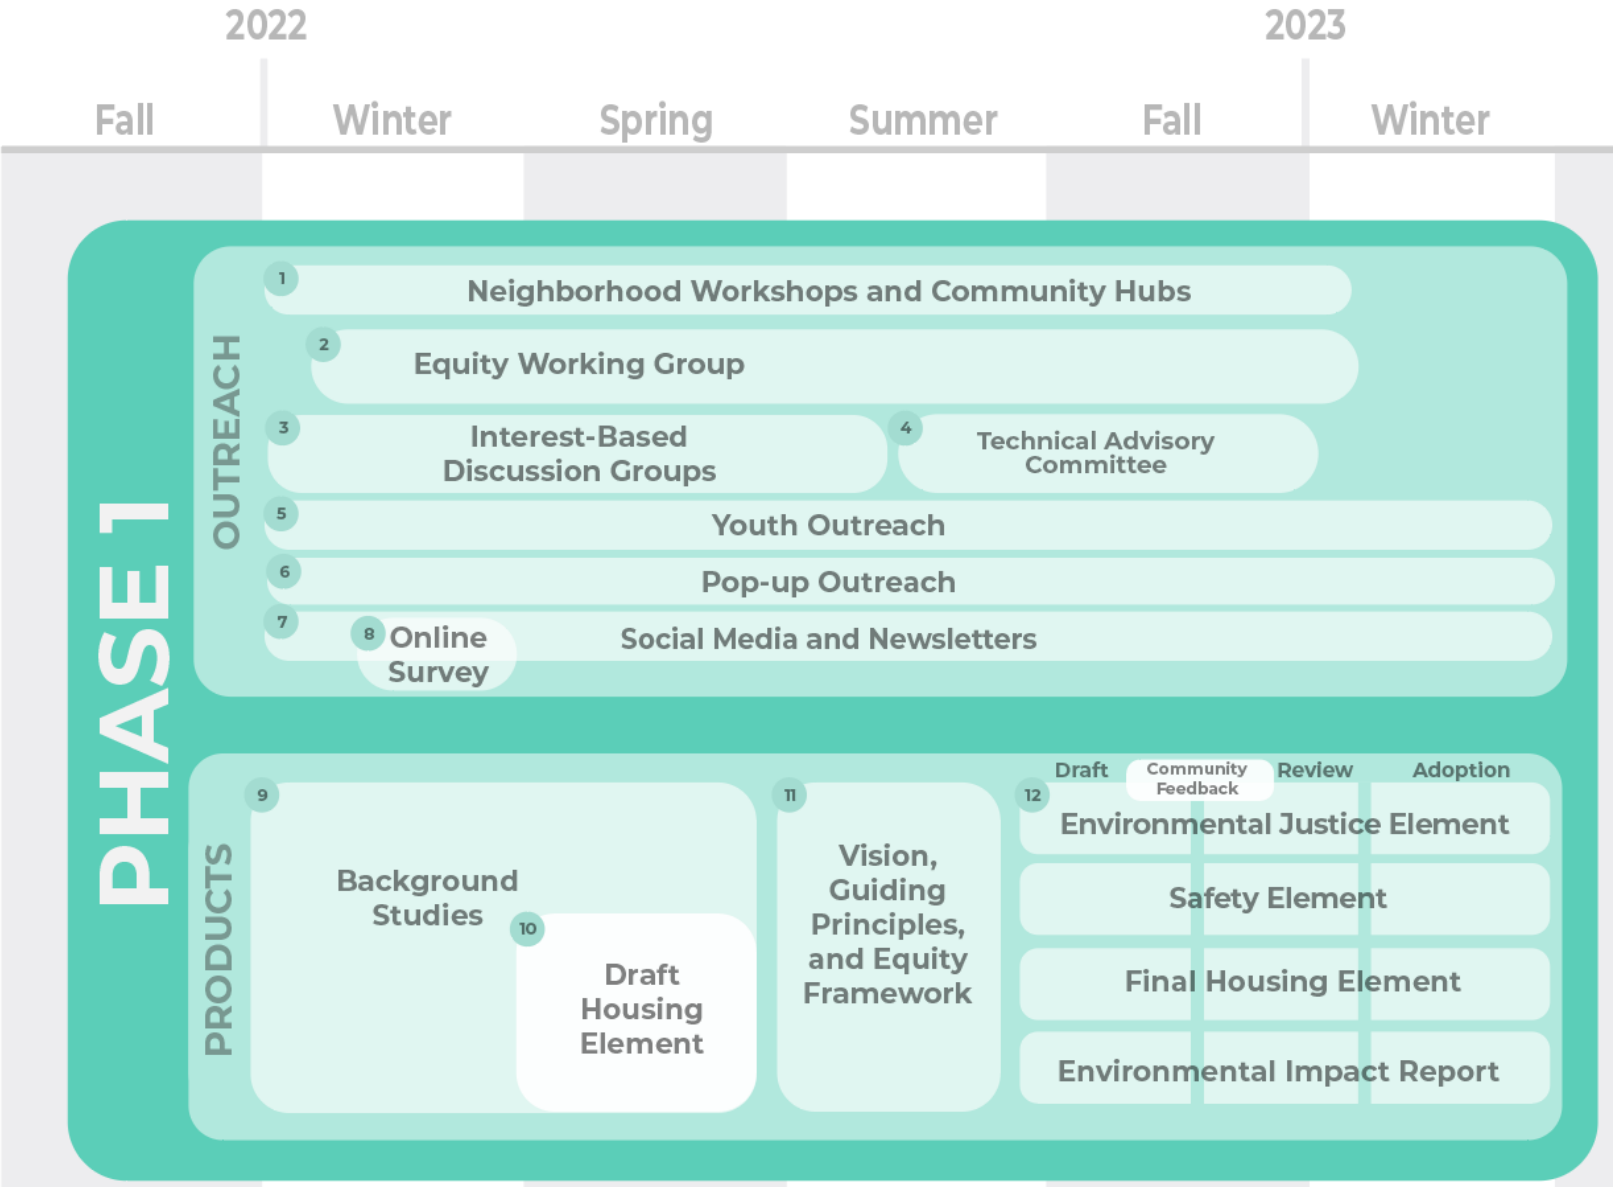 2022
2023
Fall
Winter
Spring
Summer
Fall
Winter
PHASE 1
OUTREACH
1
Neighborhood Workshops and Community Hubs
2
Equity Working Group
3
Interest-Based
Discussion Groups
4
Technical Advisory
Committee
5
Youth Outreach
6
Pop-up Outreach
7
8
Online
Survey
Social Media and Newsletters
PRODUCTS
9
Background
Studies
10
Draft
Housing
Element
11
Vision,
Guiding
Principles,
and Equity
Framework
12
Draft
Community
Feedback
Review
Adoption
Environmental Justice Element
Safety Element
Final Housing Element
Environmental Impact Report